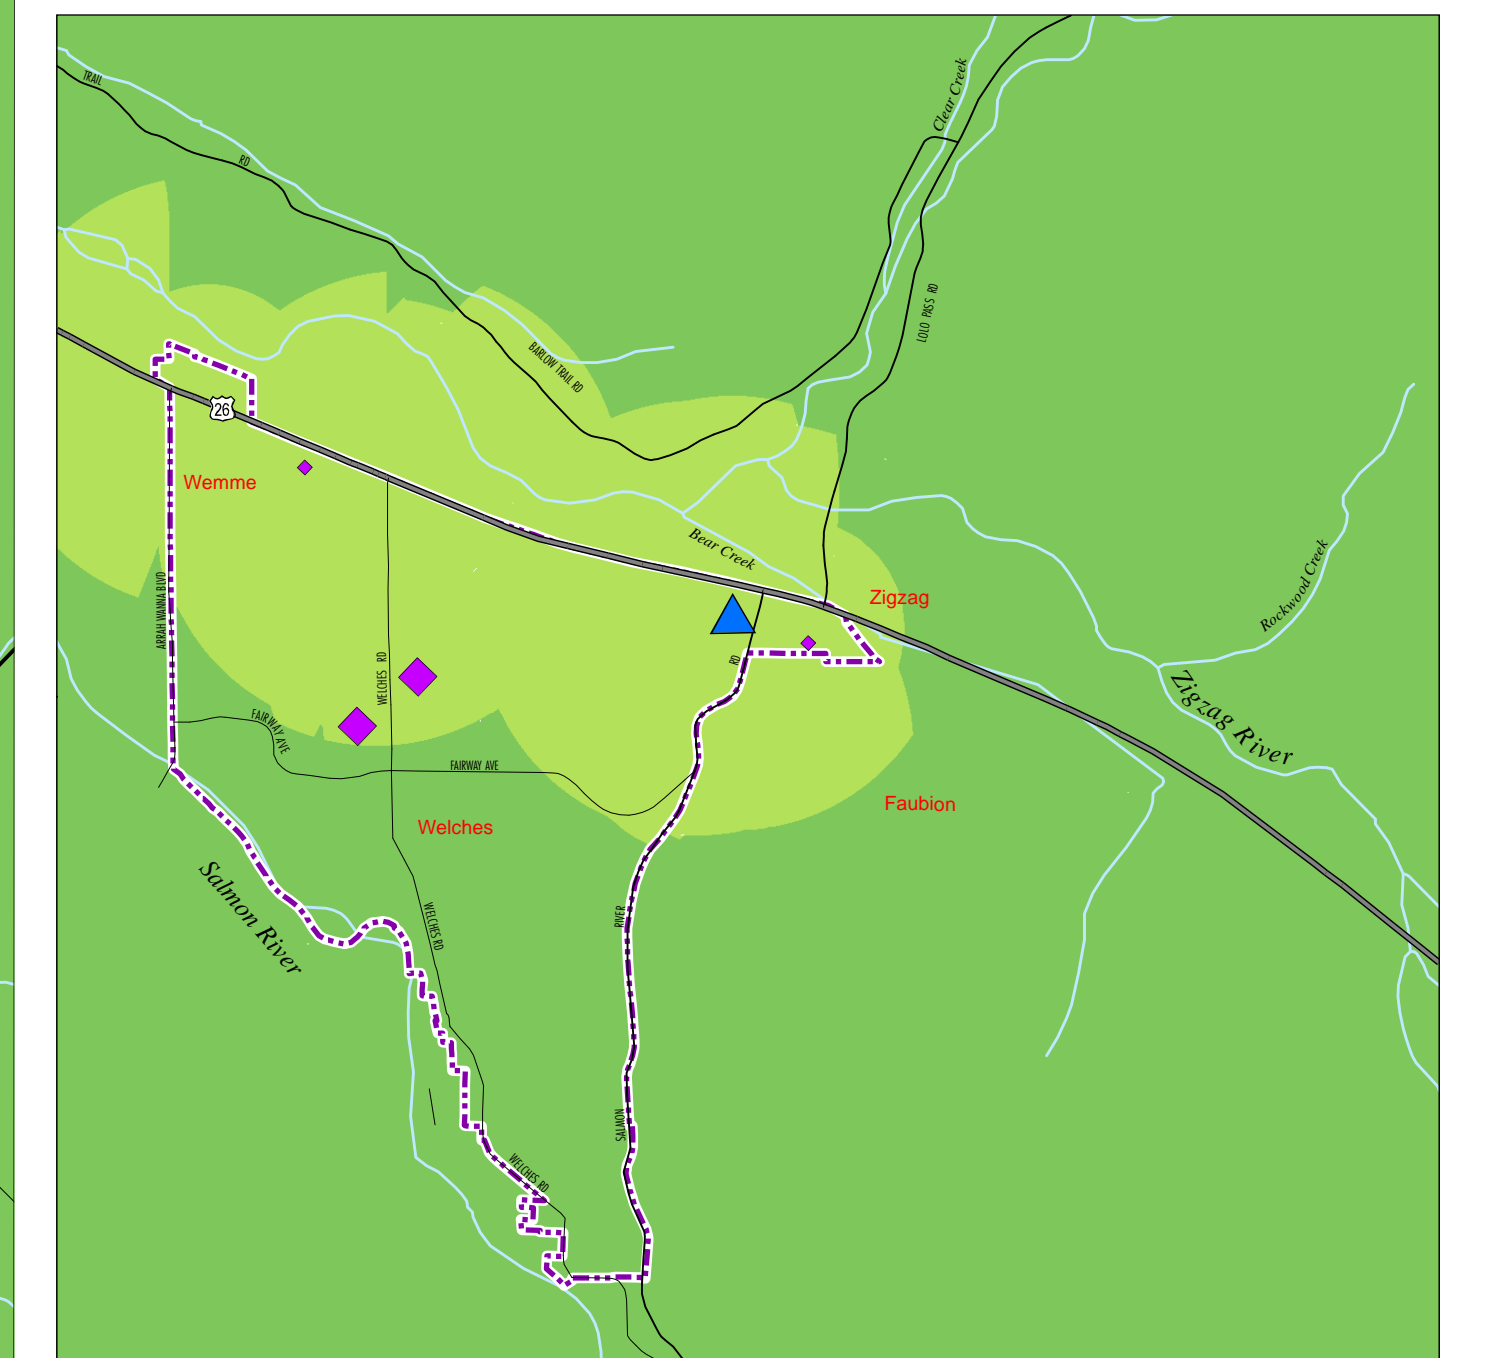 TRAIL
RD
Clear Creek
LOLO PASS RD
BARLOW TRAIL RD
26
Wemme
Bear Creek
Zigzag
Rockwood Creek
ARRAH WANNA BLVD
WELCHES RD
RD
Zigzag River
FAIRWAY AVE
FAIRWAY AVE
Faubion
Welches
Salmon River
WELCHES RD
RIVER
SALMON
WELCHES RD